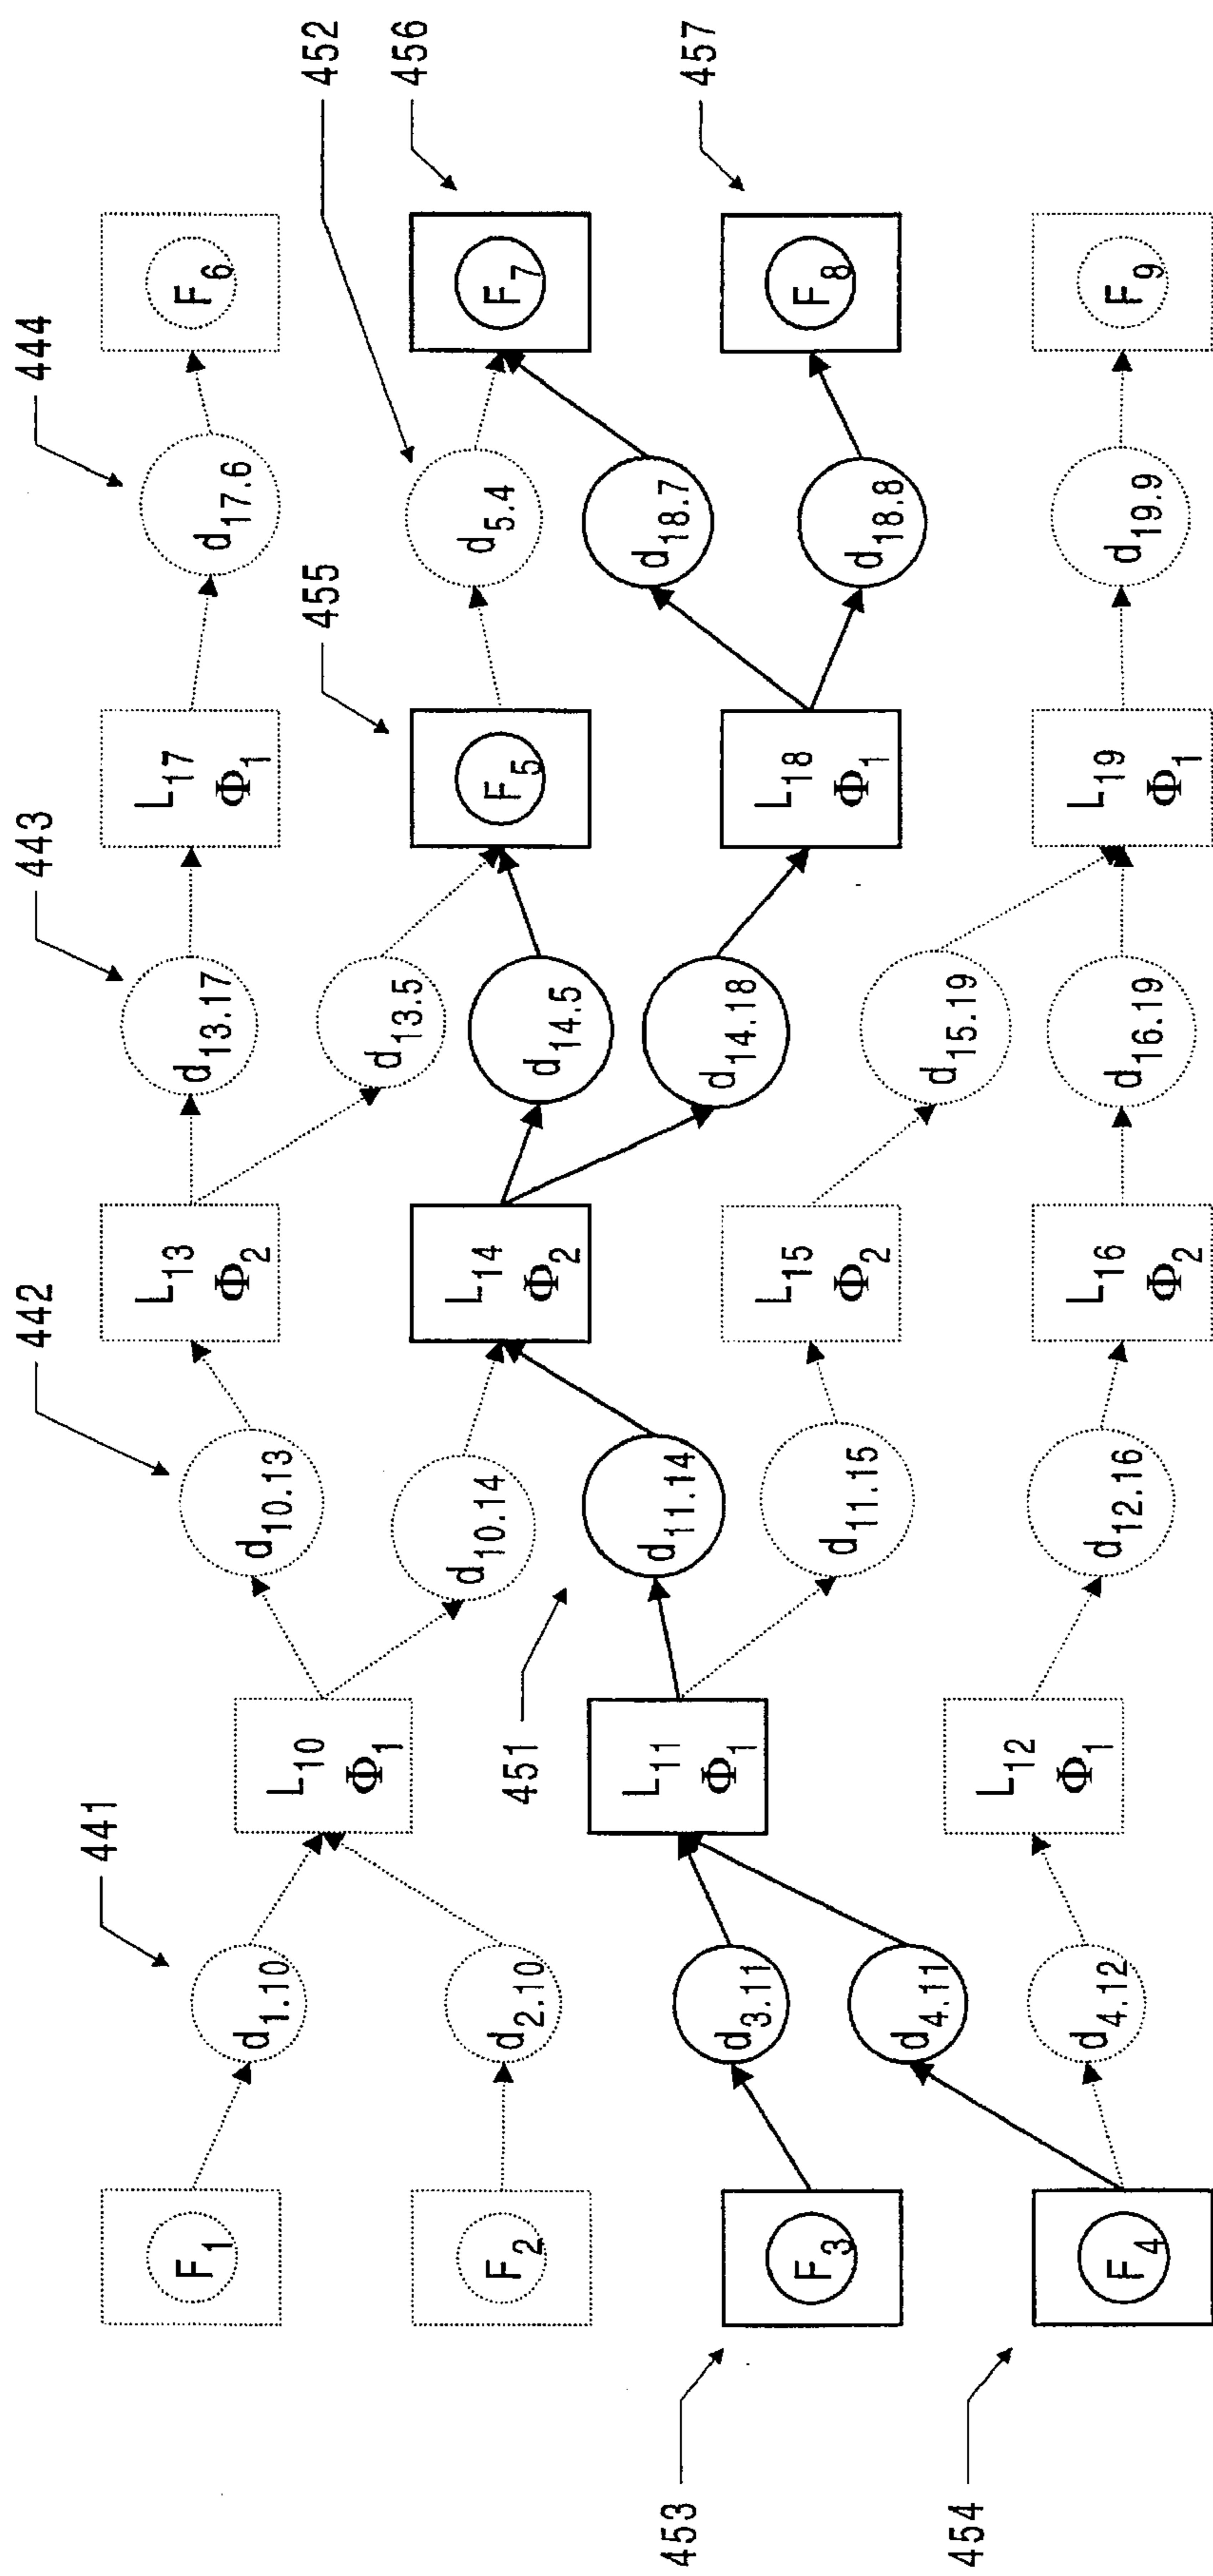 441
442
443
444
451
452
453
454
455
456
457
F1
F2
F3
F4
d1.10
d2.10
d3.11
d4.11
d4.12
L10
Φ1
L11
Φ1
L12
Φ1
d10.13
d10.14
d11.14
d11.15
d12.16
L13
Φ2
L14
Φ2
L15
Φ2
L16
Φ2
d13.17
d13.5
d14.5
d14.18
d15.19
d16.19
L17
Φ1
F5
L18
Φ1
L19
Φ1
d17.6
d5.4
d18.7
d18.8
d19.9
F6
F7
F8
F9